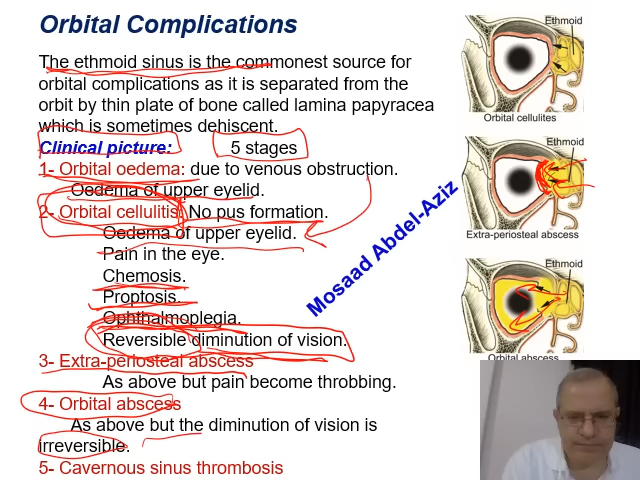 Orbital Complications
The ethmoid sinus is the commonest source for
orbital complications as it is separated from the
orbit by thin plate of bone called lamina papyracea
which is sometimes dehiscent.
Clinical picture: 5 stages
1- Orbital oedema: due to venous obstruction.
Oedema of upper eyelid.
2- Orbital cellulitis: No pus formation.
Oedema of upper eyelid.
Pain in the eye.
Chemosis.
Proptosis.
Ophthalmoplegia.
Reversible diminution of vision.
3- Extra-periosteal abscess
As above but pain become throbbing.
4- Orbital abscess
As above but the diminution of vision is
irreversible.
5- Cavernous sinus thrombosis
Mosaad Abdel-Aziz
Ethmoid
Orbital cellulites
Ethmoid
Extra-periosteal abscess
Ethmoid
Orbital abscess